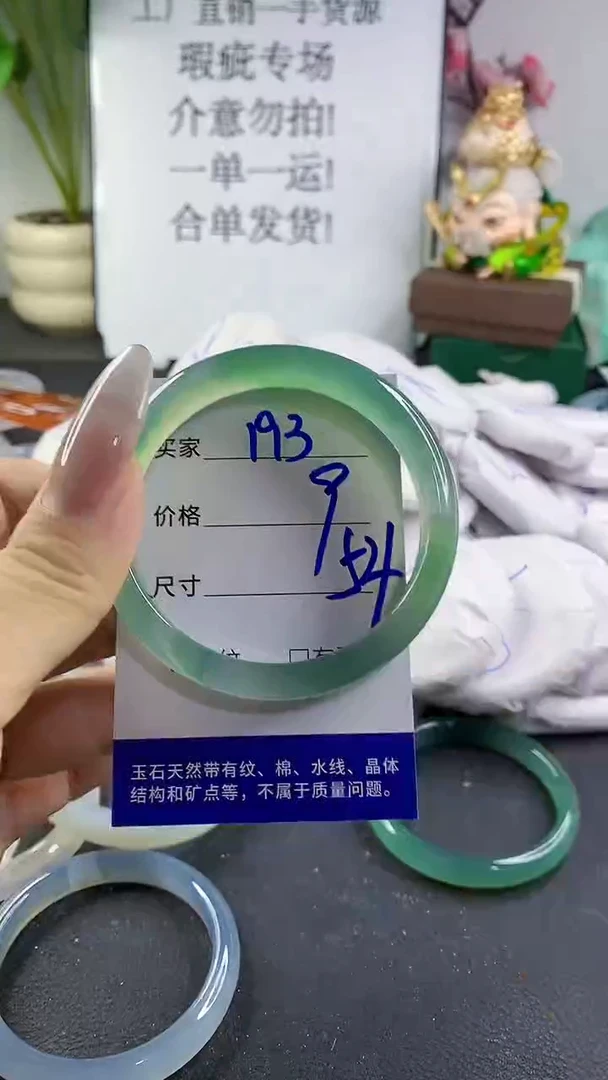 工厂直销一手货源
瑕疵专场
介意勿拍!
一单一运!
合单发货!
买家 193
价格 9
尺寸 54
纹 □有
玉石天然带有纹、棉、水线、晶体
结构和矿点等，不属于质量问题。